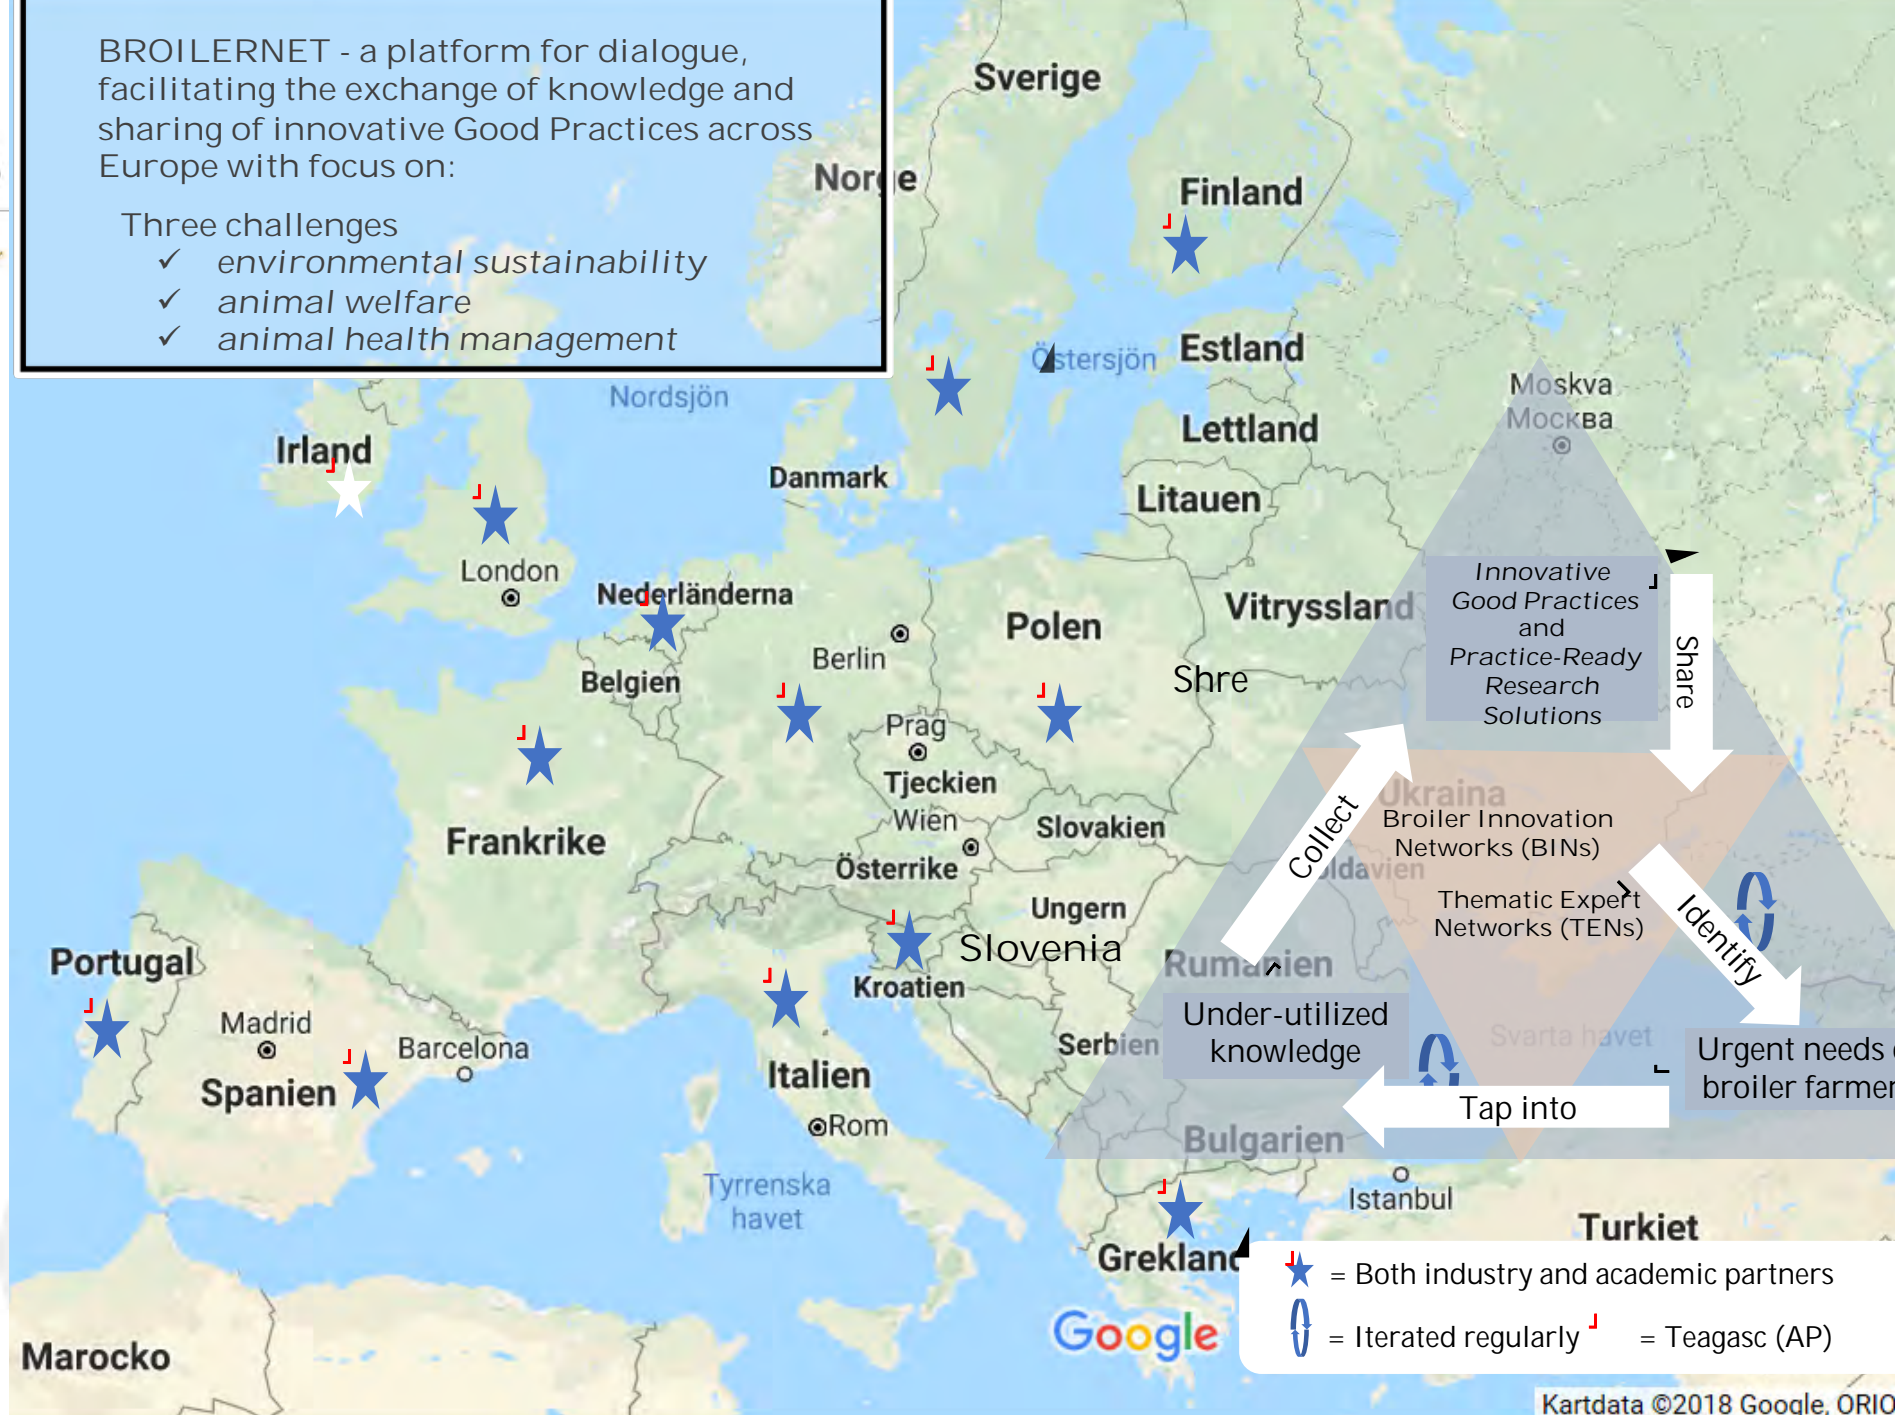 BROILERNET - a platform for dialogue,
facilitating the exchange of knowledge and
sharing of innovative Good Practices across
Europe with focus on:
Three challenges
✓ environmental sustainability
✓ animal welfare
✓ animal health management
Sverige
Norge
Finland
Östersjön
Estland
Nordsjön
Moskva
Москва
Lettland
Irland
Danmark
Litauen
London
Nederländerna
Vitryssland
Innovative
Good Practices
and
Practice-Ready
Research
Solutions
Share
Polen
Berlin
Belgien
Shre
Prag
Tjeckien
Wien
Slovakien
Frankrike
Österrike
Ukraina
Collect
Broiler Innovation
Networks (BINs)
Thematic Expert
Networks (TENs)
Identify
Ungern
Slovenia
Portugal
Rumänien
Kroatien
Madrid
Barcelona
Spanien
Serbien
Under-utilized
knowledge
Svarta havet
Urgent needs
broiler
Italien
Rom
Tap into
Bulgarien
Tyrrenska
havet
Istanbul
Turkiet
Grekland
= Both industry and academic partners
= Iterated regularly
= Teagasc (AP)
Google
Marocko
Kartdata ©2018 Google,